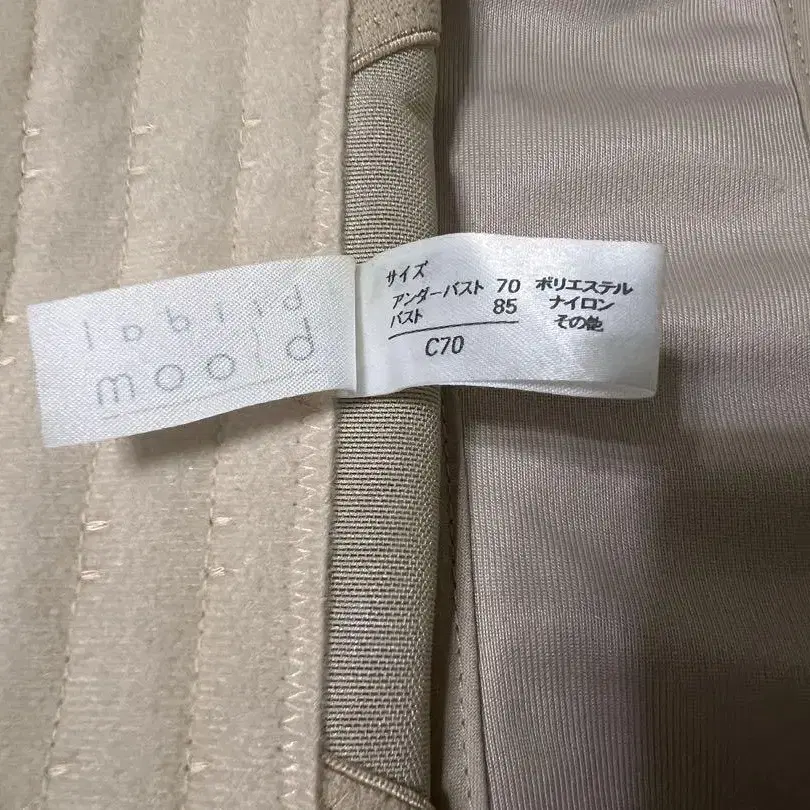 moold
サイズ
アンダーバスト 70
バスト 85
C70
ポリエステル
ナイロン
その他